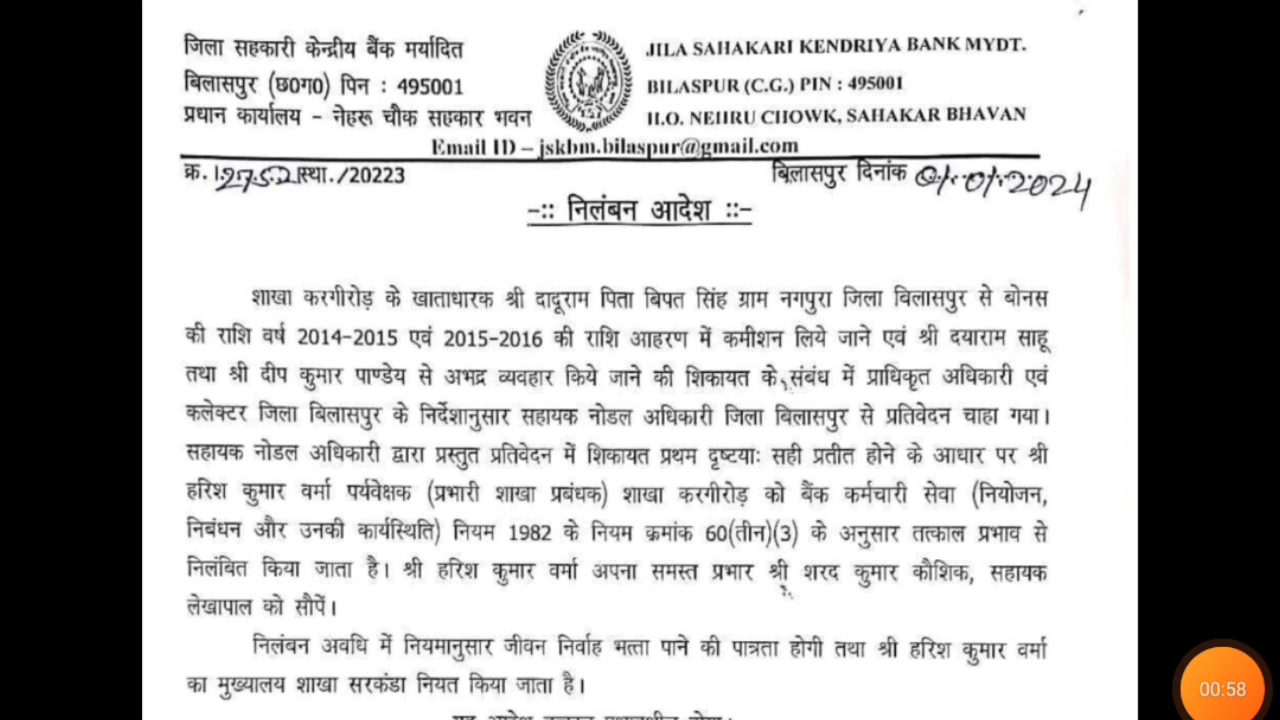 जिला सहकारी केन्द्रीय बैंक मर्यादित
बिलासपुर (छ0ग0) पिन : 495001
प्रधान कार्यालय - नेहरू चौक सहकार भवन
JILA SAHAKARI KENDRIYA BANK MYDT.
BILASPUR (C.G.) PIN : 495001
H.O. NEHRU CHOWK, SAHAKAR BHAVAN
Email ID – jskbm.bilaspur@gmail.com
क्र. 12752 स्था./20223
बिलासपुर दिनांक 01.01.2024
-:: निलंबन आदेश ::-
शाखा करगीरोड़ के खाताधारक श्री दादूराम पिता बिपत सिंह ग्राम नगपुरा जिला बिलासपुर से बोनस
की राशि वर्ष 2014-2015 एवं 2015-2016 की राशि आहरण में कमीशन लिये जाने एवं श्री दयाराम साहू
तथा श्री दीप कुमार पाण्डेय से अभद्र व्यवहार किये जाने की शिकायत के संबंध में प्राधिकृत अधिकारी एवं
कलेक्टर जिला बिलासपुर के निर्देशानुसार सहायक नोडल अधिकारी जिला बिलासपुर से प्रतिवेदन चाहा गया।
सहायक नोडल अधिकारी द्वारा प्रस्तुत प्रतिवेदन में शिकायत प्रथम दृष्टयाः सही प्रतीत होने के आधार पर श्री
हरिश कुमार वर्मा पर्यवेक्षक (प्रभारी शाखा प्रबंधक) शाखा करगीरोड़ को बैंक कर्मचारी सेवा (नियोजन,
निबंधन और उनकी कार्यस्थिति) नियम 1982 के नियम क्रमांक 60(तीन)(3) के अनुसार तत्काल प्रभाव से
निलंबित किया जाता है। श्री हरिश कुमार वर्मा अपना समस्त प्रभार श्री शरद कुमार कौशिक, सहायक
लेखापाल को सौपें।
निलंबन अवधि में नियमानुसार जीवन निर्वाह भत्ता पाने की पात्रता होगी तथा श्री हरिश कुमार वर्मा
का मुख्यालय शाखा सरकंडा नियत किया जाता है।
00:58